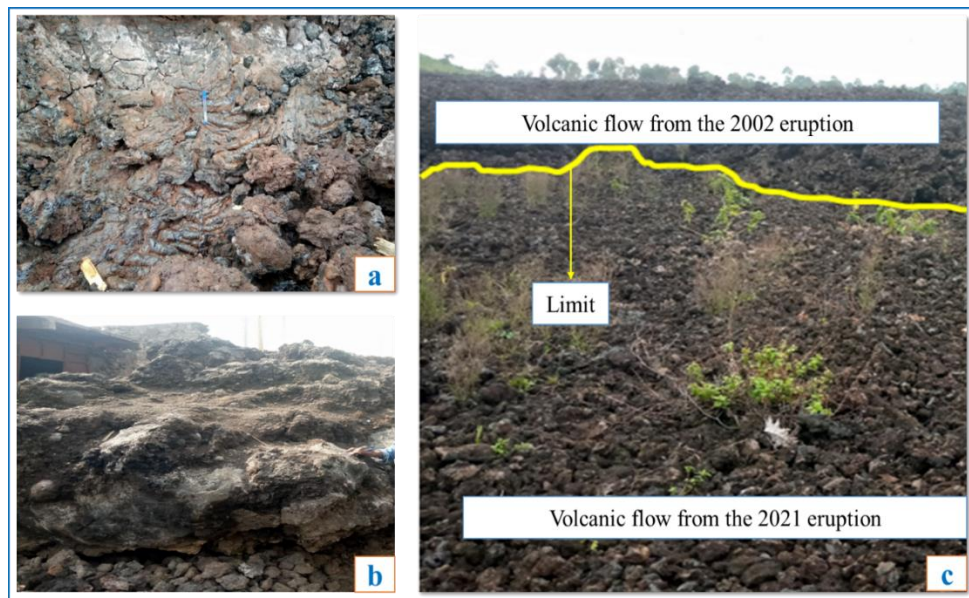 a
b
Volcanic flow from the 2002 eruption
Limit
Volcanic flow from the 2021 eruption
c